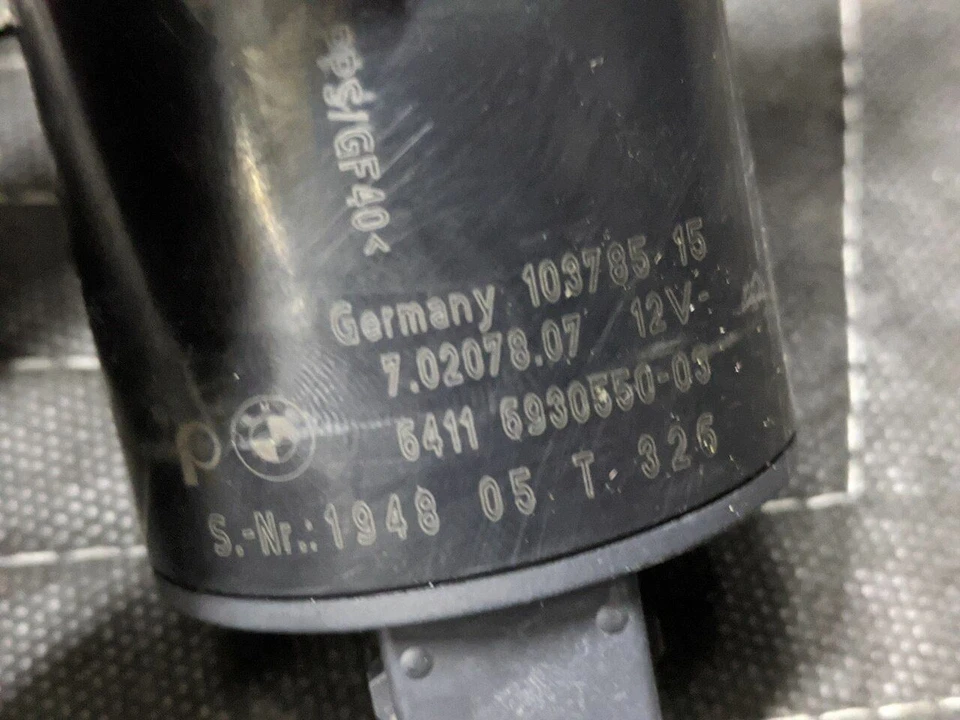 pps/GF40<
Germany 103785-15
7.02078.07 12V-
6411 6930550-03
S.-Nr.: 1948 05 T 326